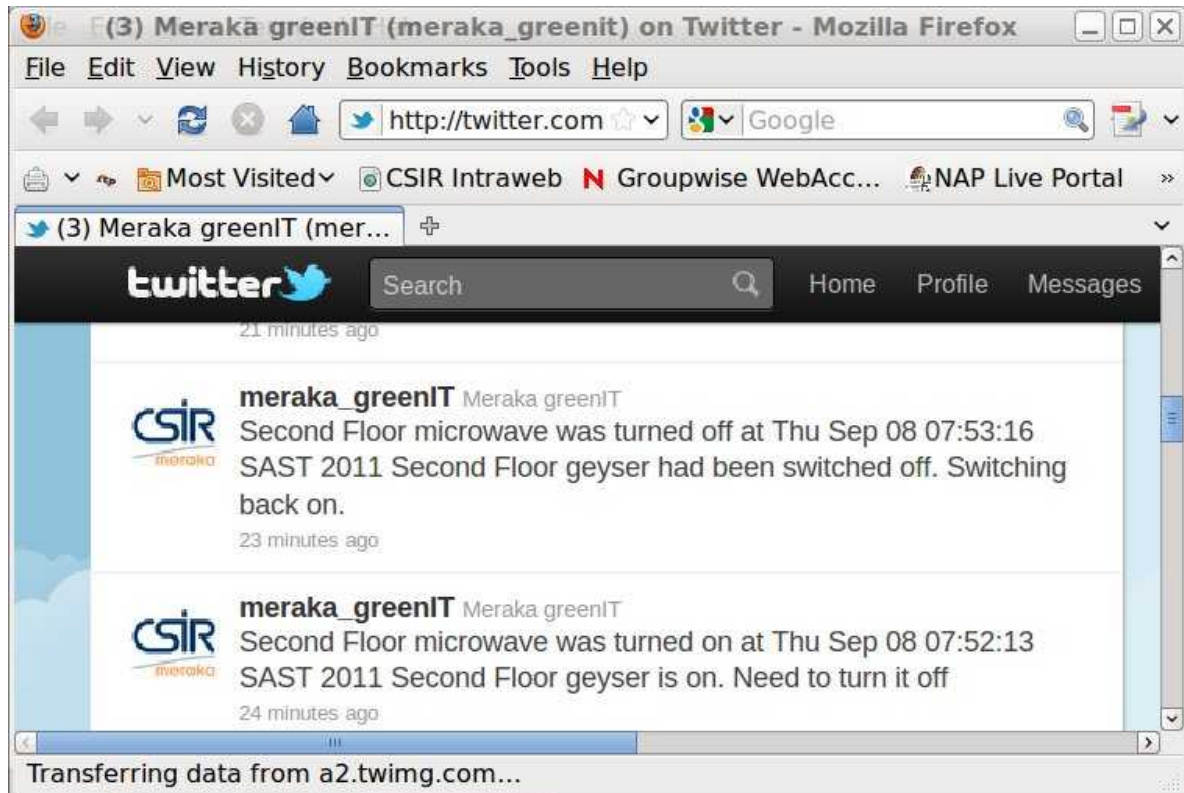 (3) Meraka greenIT (meraka_greenit) on Twitter - Mozilla Firefox
File Edit View History Bookmarks Tools Help
http://twitter.com Google
Most Visited CSIR Intraweb N Groupwise WebAcc... NAP Live Portal »
(3) Meraka greenIT (mer...
twitter Search Home Profile Messages
21 minutes ago
meraka_greenIT Meraka greenIT
CSIR
meraka
Second Floor microwave was turned off at Thu Sep 08 07:53:16
SAST 2011 Second Floor geyser had been switched off. Switching
back on.
23 minutes ago
meraka_greenIT Meraka greenIT
CSIR
meraka
Second Floor microwave was turned on at Thu Sep 08 07:52:13
SAST 2011 Second Floor geyser is on. Need to turn it off
24 minutes ago
Transferring data from a2.twimg.com...